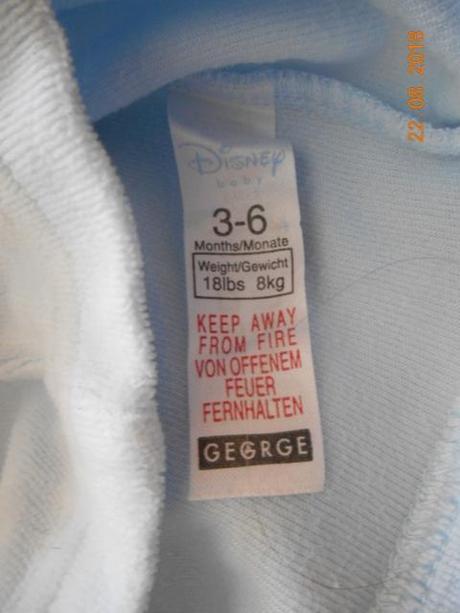 22 08 2018
Disney
baby
3-6
Months/Monate
Weight/Gewicht
18lbs 8kg
KEEP AWAY
FROM FIRE
VON OFFENEM
FEUER
FERNHALTEN
GEORGE